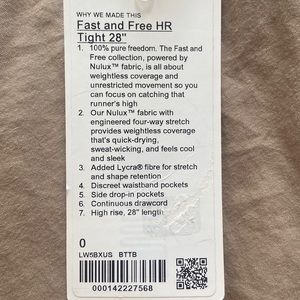 WHY WE MADE THIS
Fast and Free HR
Tight 28"
1. 100% pure freedom. The Fast and
Free collection, powered by
Nulux™ fabric, is all about
weightless coverage and
unrestricted movement so you
can focus on catching that
runner's high
2. Our Nulux™ fabric with
engineered four-way stretch
provides weightless coverage
that's quick-drying,
sweat-wicking, and feels cool
and sleek
3. Added Lycra® fibre for stretch
and shape retention
4. Discreet waistband pockets
5. Side drop-in pockets
6. Continuous drawcord
7. High rise, 28" length
0
LW5BXUS BTTB
000142227568